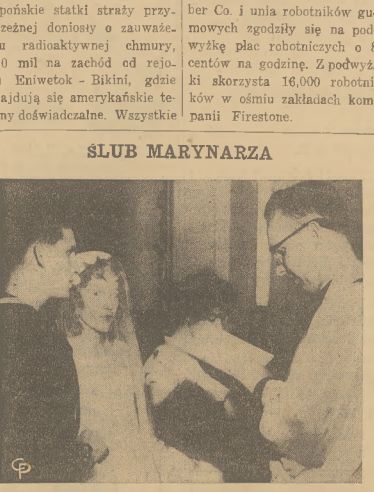 pońskie statki straży przy-
zeżnej doniosły o zauważe-
u radioaktywnej chmury,
0 mil na zachód od rejo-
Eniwetok - Bikini, gdzie
ajdują się amerykańskie te-
ny doświadczalne. Wszystkie
ber Co. i unia robotników gu-
mowych zgodziły się na pod-
wyżkę płac robotniczych o 8
centów na godzinę. Z podwyż-
ki skorzysta 16,000 robotni-
ków w ośmiu zakładach kom-
panii Firestone.
ŚLUB MARYNARZA
CP